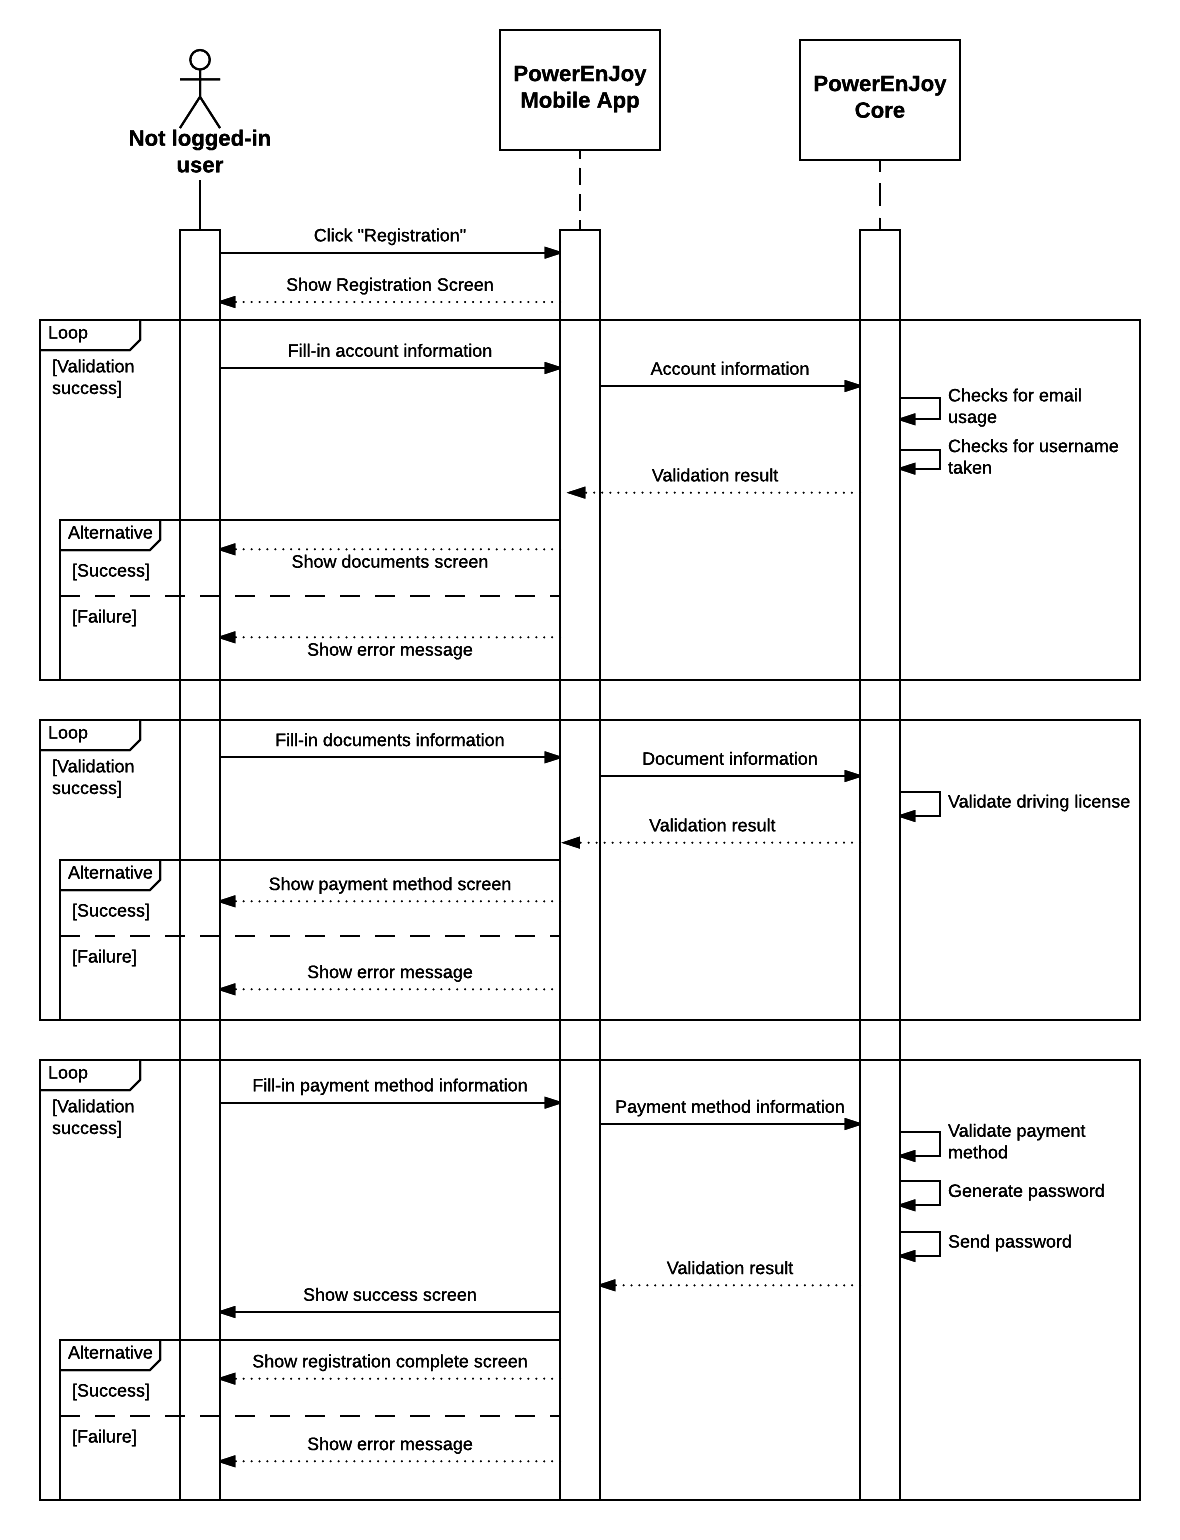 PowerEnJoy
Mobile App
PowerEnJoy
Core
Not logged-in
user
Click "Registration"
Show Registration Screen
Loop
[Validation
success]
Fill-in account information
Account information
Checks for email
usage
Checks for username
taken
Validation result
Alternative
[Success]
Show documents screen
[Failure]
Show error message
Loop
[Validation
success]
Fill-in documents information
Document information
Validate driving license
Validation result
Alternative
[Success]
Show payment method screen
[Failure]
Show error message
Loop
[Validation
success]
Fill-in payment method information
Payment method information
Validate payment
method
Generate password
Send password
Validation result
Show success screen
Alternative
[Success]
Show registration complete screen
[Failure]
Show error message